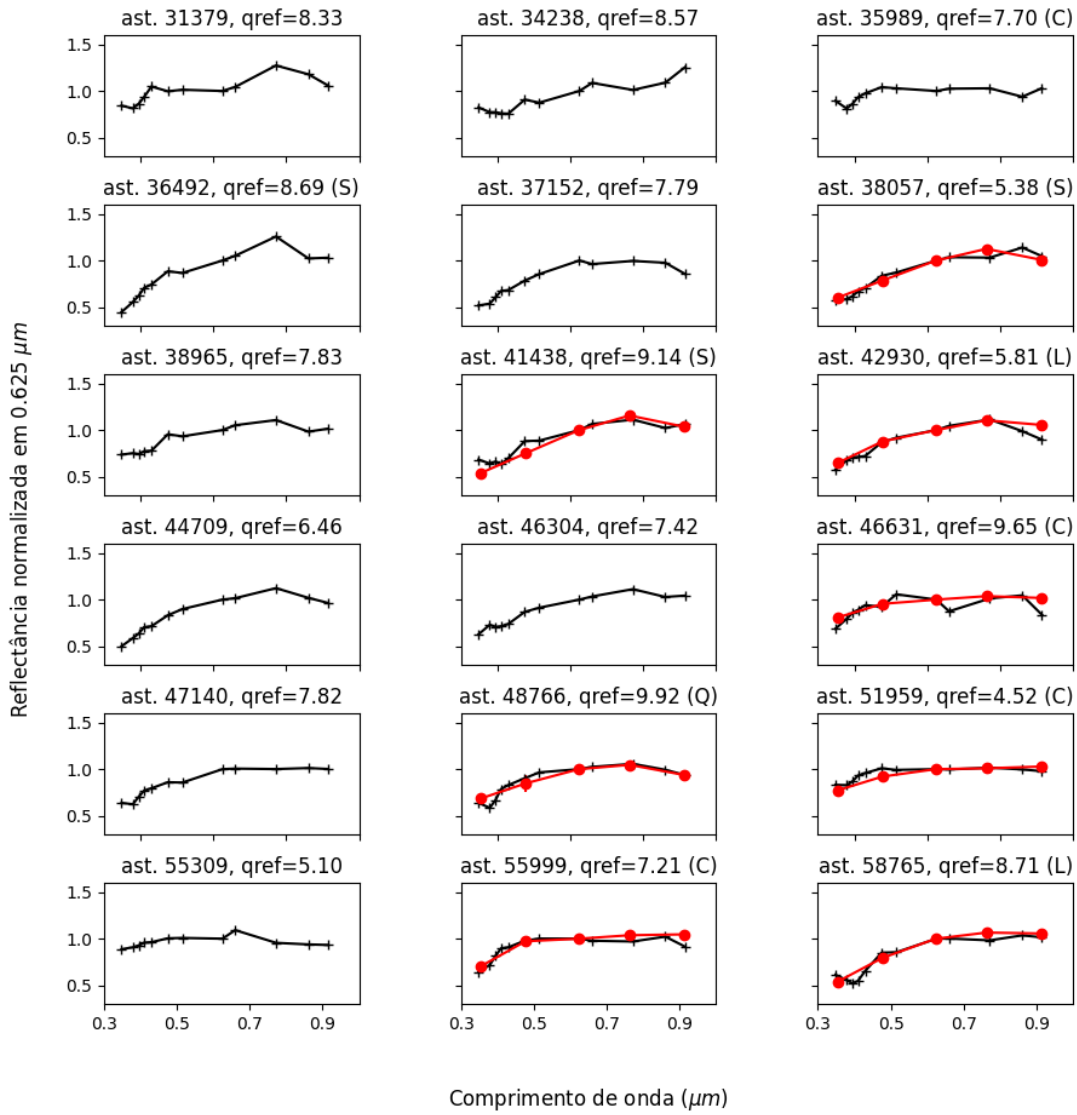 ast. 31379, qref=8.33
ast. 34238, qref=8.57
ast. 35989, qref=7.70 (C)
1.5
1.0
0.5
ast. 36492, qref=8.69 (S)
ast. 37152, qref=7.79
ast. 38057, qref=5.38 (S)
1.5
1.0
0.5
ast. 38965, qref=7.83
ast. 41438, qref=9.14 (S)
ast. 42930, qref=5.81 (L)
1.5
1.0
0.5
ast. 44709, qref=6.46
ast. 46304, qref=7.42
ast. 46631, qref=9.65 (C)
1.5
1.0
0.5
ast. 47140, qref=7.82
ast. 48766, qref=9.92 (Q)
ast. 51959, qref=4.52 (C)
1.5
1.0
0.5
ast. 55309, qref=5.10
ast. 55999, qref=7.21 (C)
ast. 58765, qref=8.71 (L)
1.5
1.0
0.5
0.3 0.5 0.7 0.9
0.3 0.5 0.7 0.9
0.3 0.5 0.7 0.9
Reflectância normalizada em 0.625 μm
Comprimento de onda (μm)